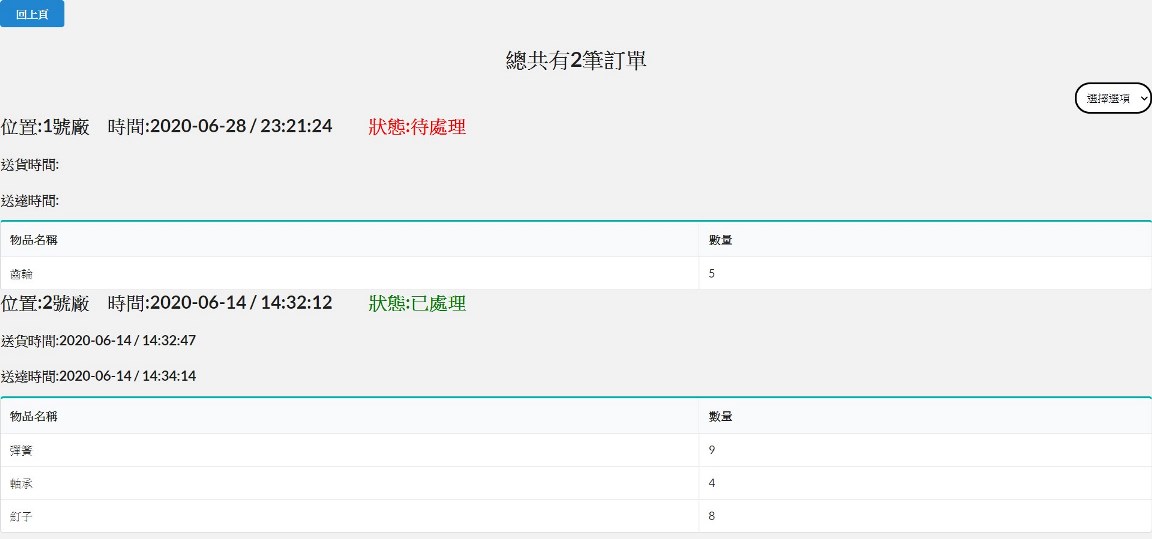 回上頁
總共有2筆訂單
選擇選項
位置:1號廠 時間:2020-06-28 / 23:21:24 狀態:待處理
送貨時間:
送達時間:
物品名稱 數量
齒輪 5
位置:2號廠 時間:2020-06-14 / 14:32:12 狀態:已處理
送貨時間:2020-06-14 / 14:32:47
送達時間:2020-06-14 / 14:34:14
物品名稱 數量
彈簧 9
軸承 4
釘子 8